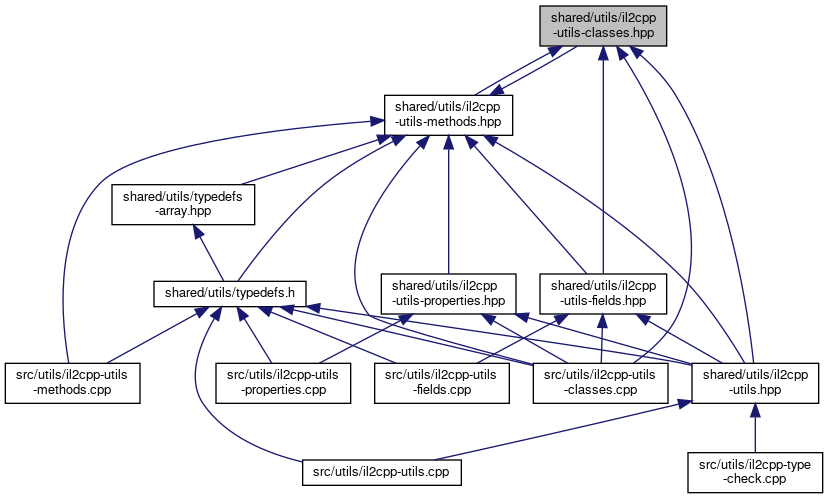 shared/utils/il2cpp
-utils-classes.hpp
shared/utils/il2cpp
-utils-methods.hpp
shared/utils/typedefs
-array.hpp
shared/utils/typedefs.h
shared/utils/il2cpp
-utils-properties.hpp
shared/utils/il2cpp
-utils-fields.hpp
src/utils/il2cpp-utils
-methods.cpp
src/utils/il2cpp-utils
-properties.cpp
src/utils/il2cpp-utils
-fields.cpp
src/utils/il2cpp-utils
-classes.cpp
shared/utils/il2cpp
-utils.hpp
src/utils/il2cpp-utils.cpp
src/utils/il2cpp-type
-check.cpp